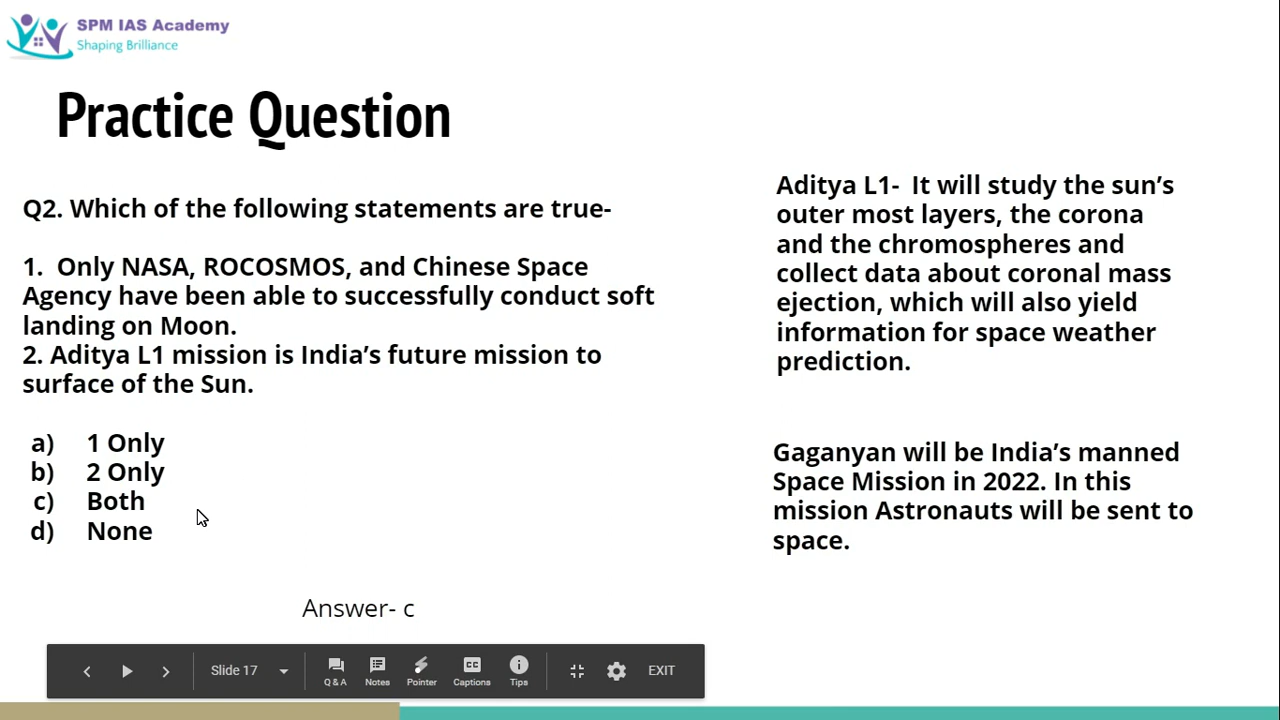 SPM IAS Academy
Shaping Brilliance
Practice Question
Q2. Which of the following statements are true-
1. Only NASA, ROCOSMOS, and Chinese Space
Agency have been able to successfully conduct soft
landing on Moon.
2. Aditya L1 mission is India's future mission to
surface of the Sun.
a) 1 Only
b) 2 Only
c) Both
d) None
Answer- c
Aditya L1- It will study the sun's
outer most layers, the corona
and the chromospheres and
collect data about coronal mass
ejection, which will also yield
information for space weather
prediction.
Gaganyan will be India's manned
Space Mission in 2022. In this
mission Astronauts will be sent to
space.
Slide 17
Q & A
Notes
Pointer
CC
Captions
Tips
EXIT